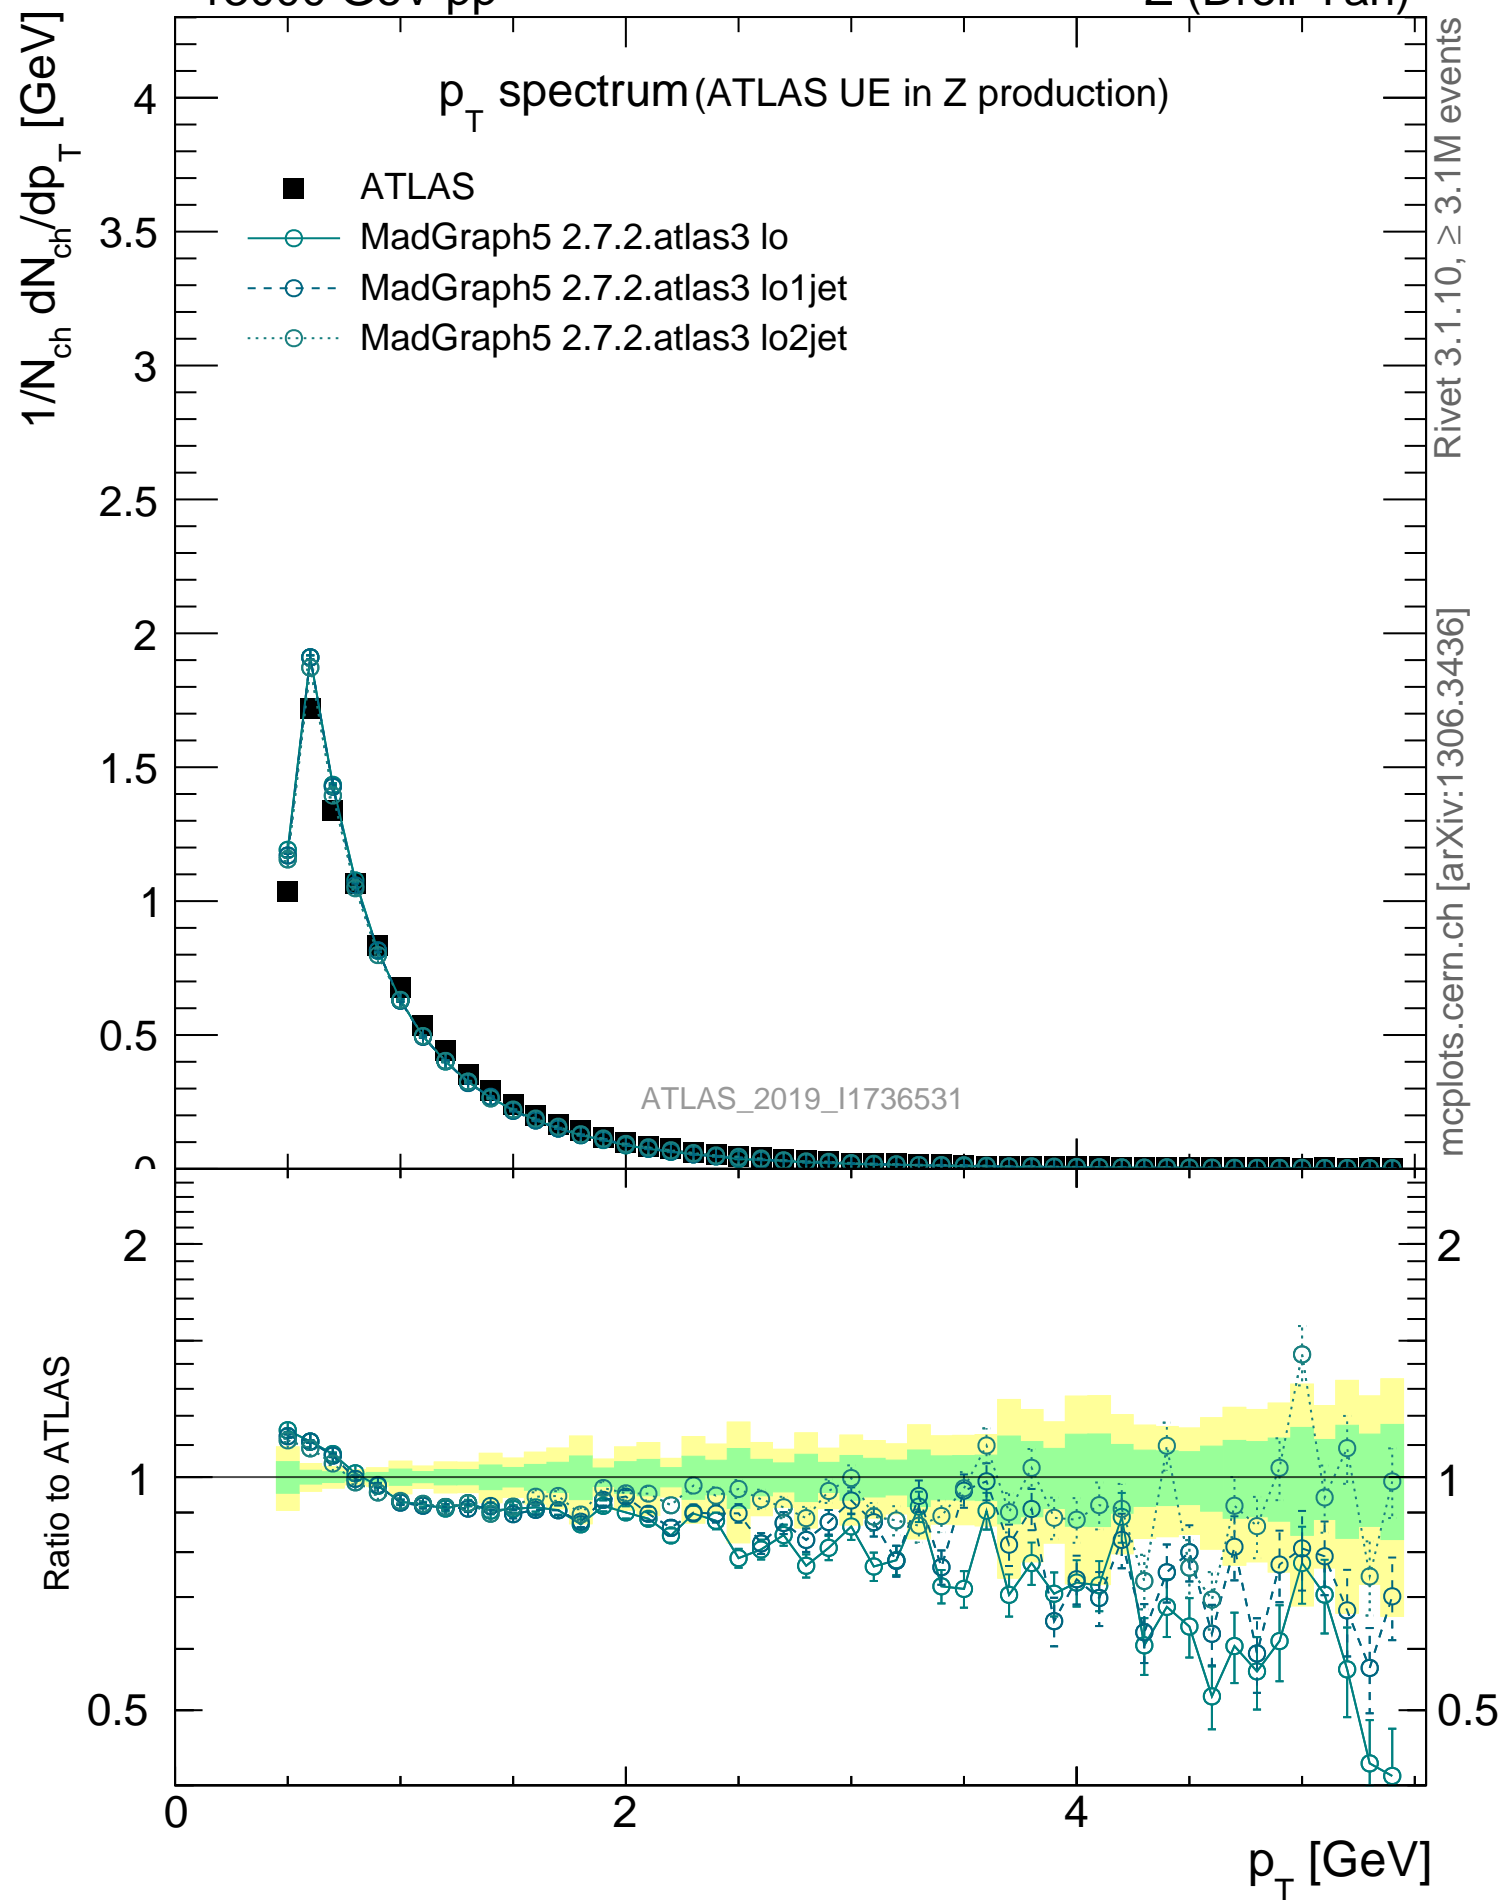 p_T spectrum (ATLAS UE in Z production)
ATLAS
MadGraph5 2.7.2.atlas3 lo
MadGraph5 2.7.2.atlas3 lo1jet
MadGraph5 2.7.2.atlas3 lo2jet
1/N_ch dN_ch/dp_T [GeV]
4
3.5
3
2.5
2
1.5
1
0.5
0
ATLAS_2019_I1736531
Rivet 3.1.10, ≥ 3.1M events
mcplots.cern.ch [arXiv:1306.3436]
Ratio to ATLAS
2
1
0.5
2
1
0.5
0
2
4
p_T [GeV]